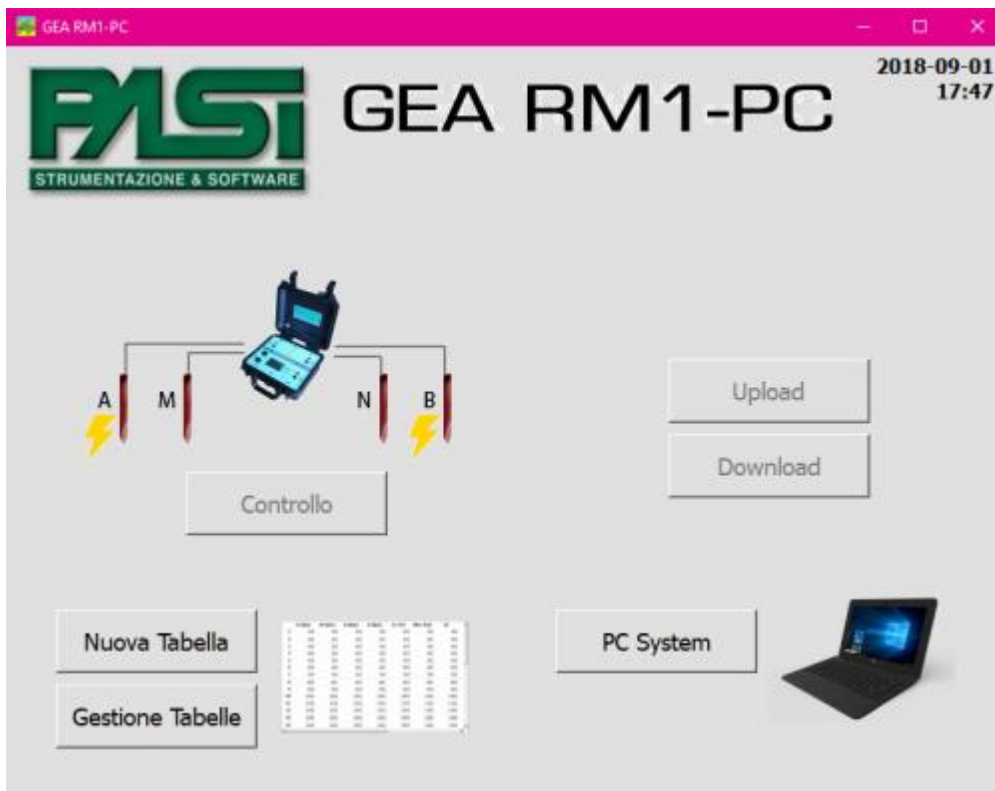 GEA RM1-PC
PASI
STRUMENTAZIONE & SOFTWARE
GEA RM1-PC
2018-09-01
17:47
A
M
N
B
Upload
Download
Controllo
Nuova Tabella
PC System
Gestione Tabelle